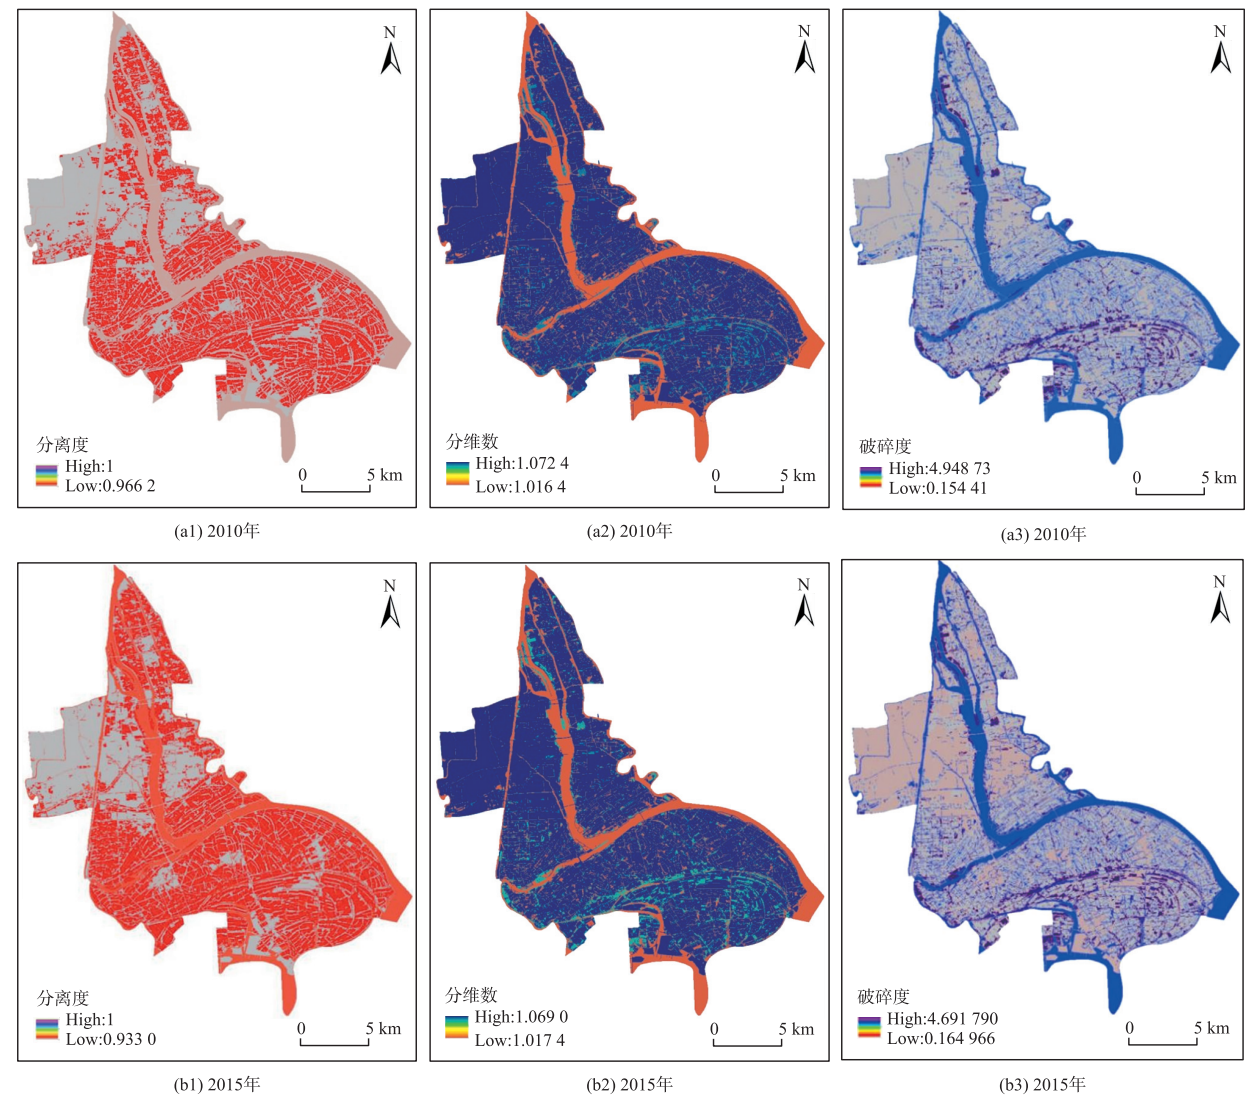 N
分离度
High:1
Low:0.966 2
0 5 km
(a1) 2010年
N
分维数
High:1.072 4
Low:1.016 4
0 5 km
(a2) 2010年
N
破碎度
High:4.948 73
Low:0.154 41
0 5 km
(a3) 2010年
N
分离度
High:1
Low:0.933 0
0 5 km
(b1) 2015年
N
分维数
High:1.069 0
Low:1.017 4
0 5 km
(b2) 2015年
N
破碎度
High:4.691 790
Low:0.164 966
0 5 km
(b3) 2015年